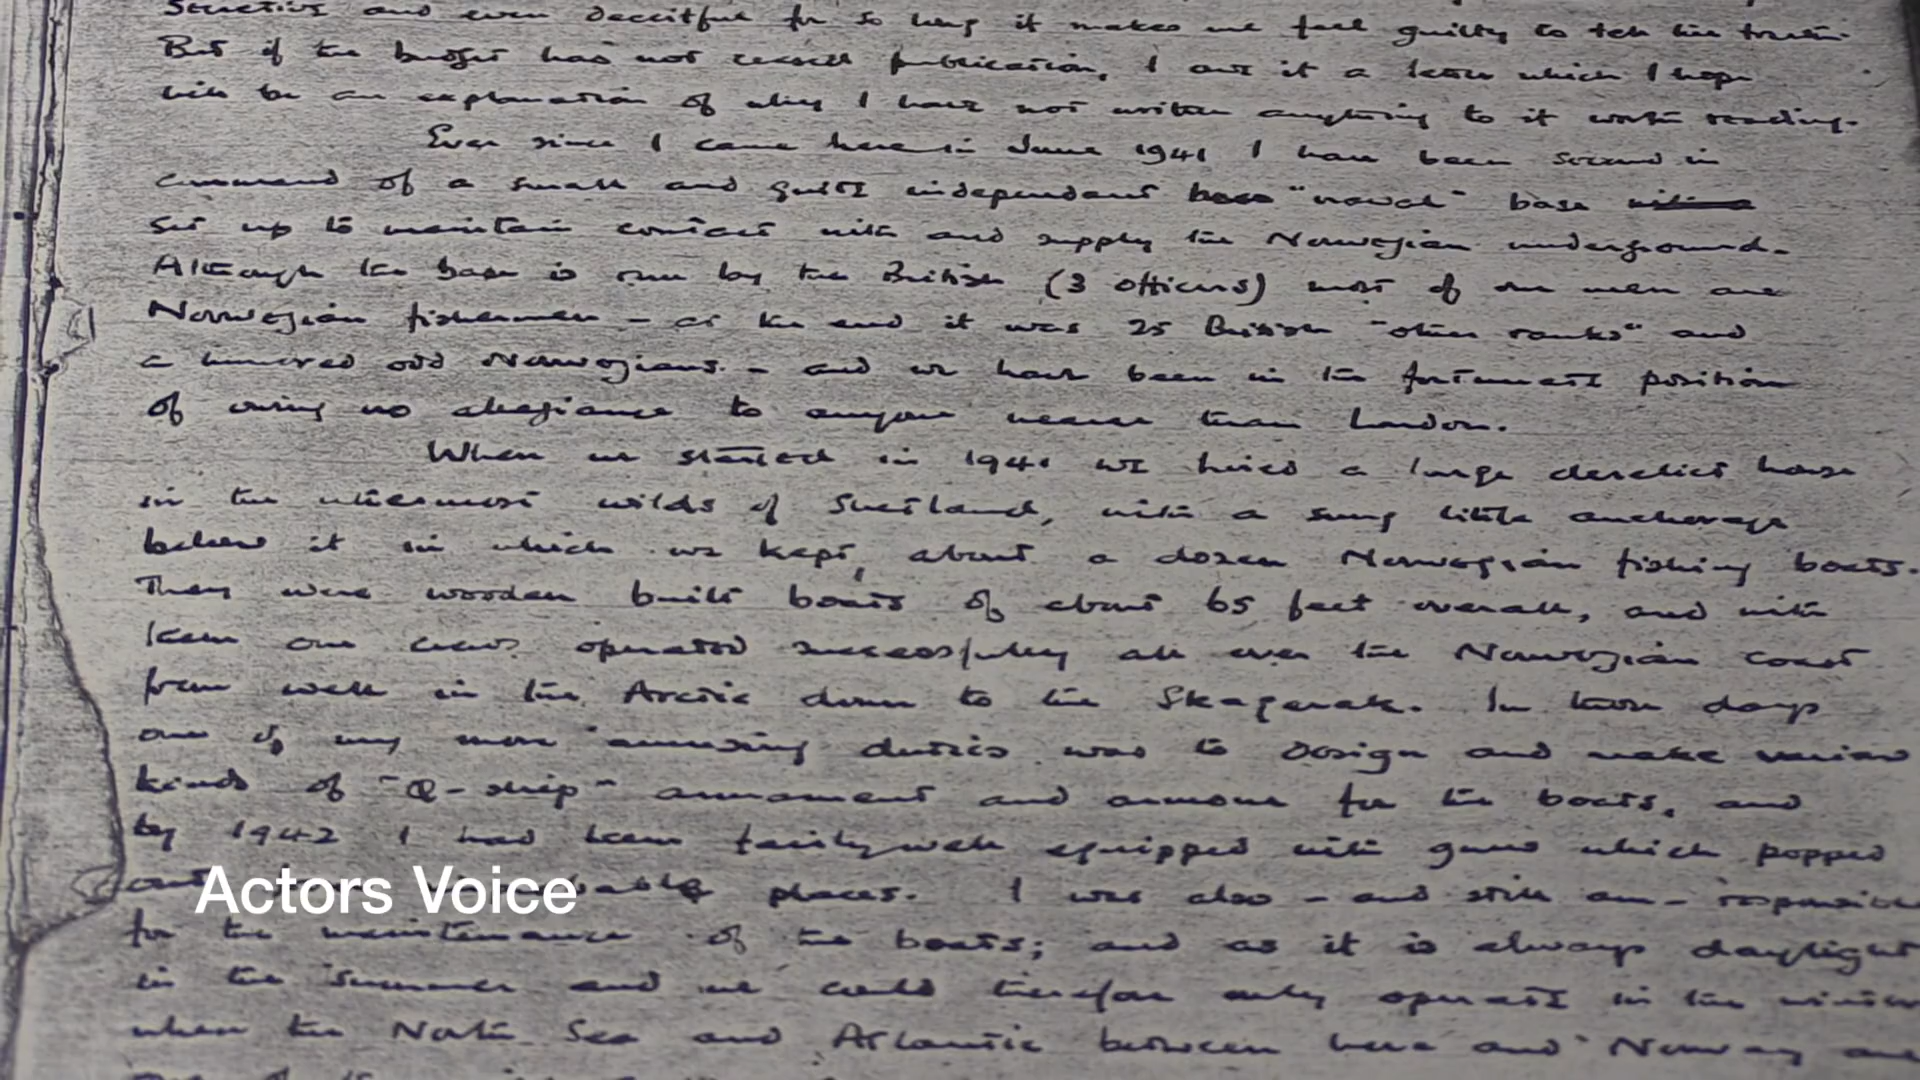 secretive and even deceitful for so long it makes me feel guilty to tell the truth.
But if the budget has not ceased publication, I owe it a letter which I hope
will be an explanation of why I have not written anything to it worth reading.
Ever since I came here in June 1941 I have been second in
command of a small and quite independent base "naval" base
set up to maintain contact with and supply the Norwegian underground.
Although the base is run by the British (3 officers) most of our men are
Norwegian fishermen - at the end it was 25 British "other ranks" and
a hundred odd Norwegians - and we have been in the fortunate position
of owing no allegiance to anyone nearer than London.
When we started in 1941 we hired a large derelict house
in the uttermost wilds of Shetland, with a snug little anchorage
below it in which we kept about a dozen Norwegian fishing boats.
They were wooden built boats of about 65 feet overall, and with
them our crews operated successfully all over the Norwegian coast
from well in the Arctic down to the Skagerak. In those days
one of my more amusing duties was to design and make various
kinds of "Q-ship" armament and armour for the boats, and
by 1942 I had them fairly well equipped with guns which popped
out places. I was also - and still am - responsible
for the maintenance of the boats; and as it is always daylight
in the summer and we could therefore only operate in the winter
when the North Sea and Atlantic between here and Norway are
Actors Voice